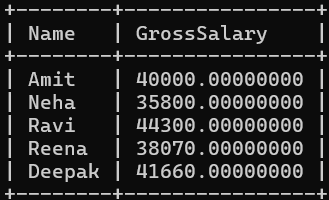 Name | GrossSalary
Amit | 40000.00000000
Neha | 35800.00000000
Ravi | 44300.00000000
Reena | 38070.00000000
Deepak | 41660.00000000